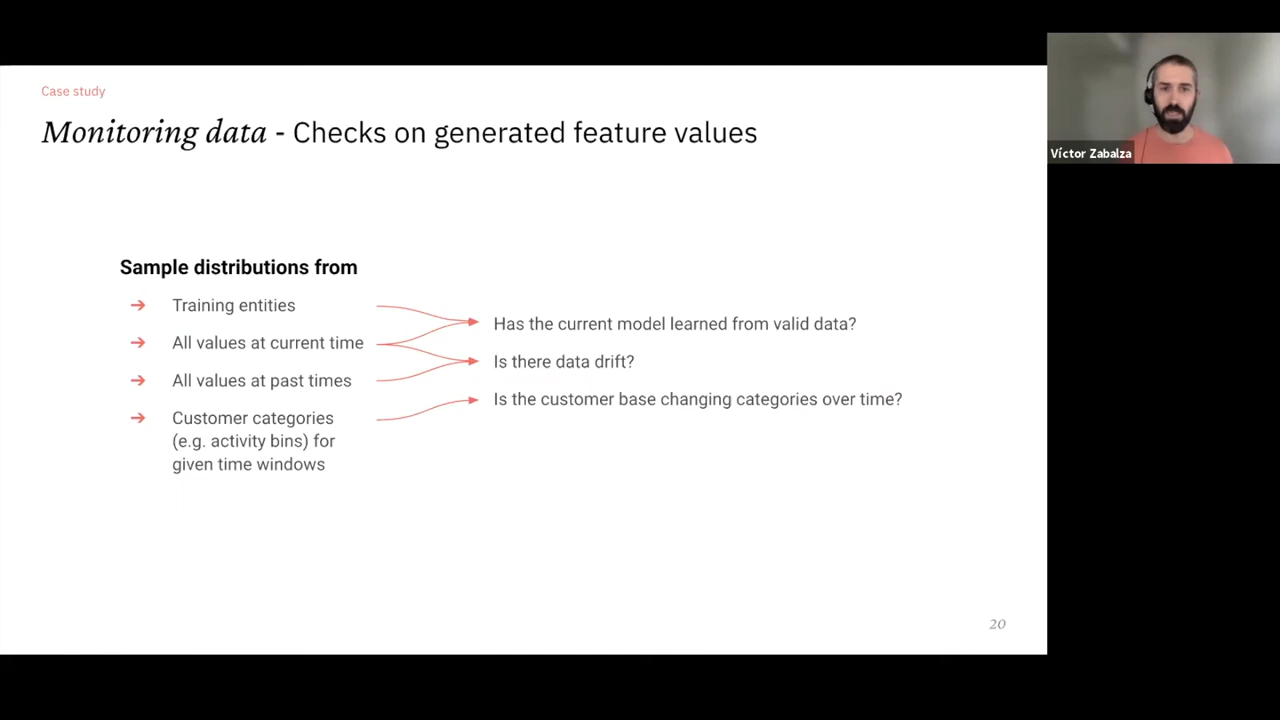 Case study
Monitoring data - Checks on generated feature values
Víctor Zabalza
Sample distributions from
➔ Training entities
➔ All values at current time
➔ All values at past times
➔ Customer categories
(e.g. activity bins) for
given time windows
Has the current model learned from valid data?
Is there data drift?
Is the customer base changing categories over time?
20